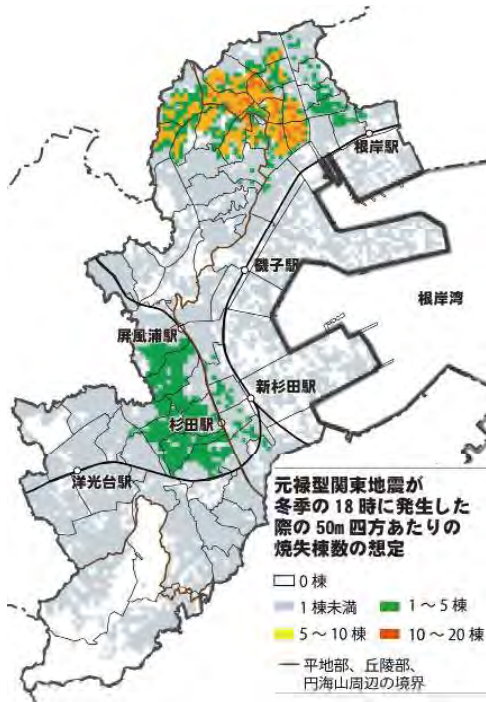 根岸駅
磯子駅
根岸湾
屏風浦駅
新杉田駅
杉田駅
洋光台駅
元禄型関東地震が
冬季の18時に発生した
際の50m四方あたりの
焼失棟数の想定
0棟
1棟未満
1～5棟
5～10棟
10～20棟
平地部、丘陵部、
円海山周辺の境界